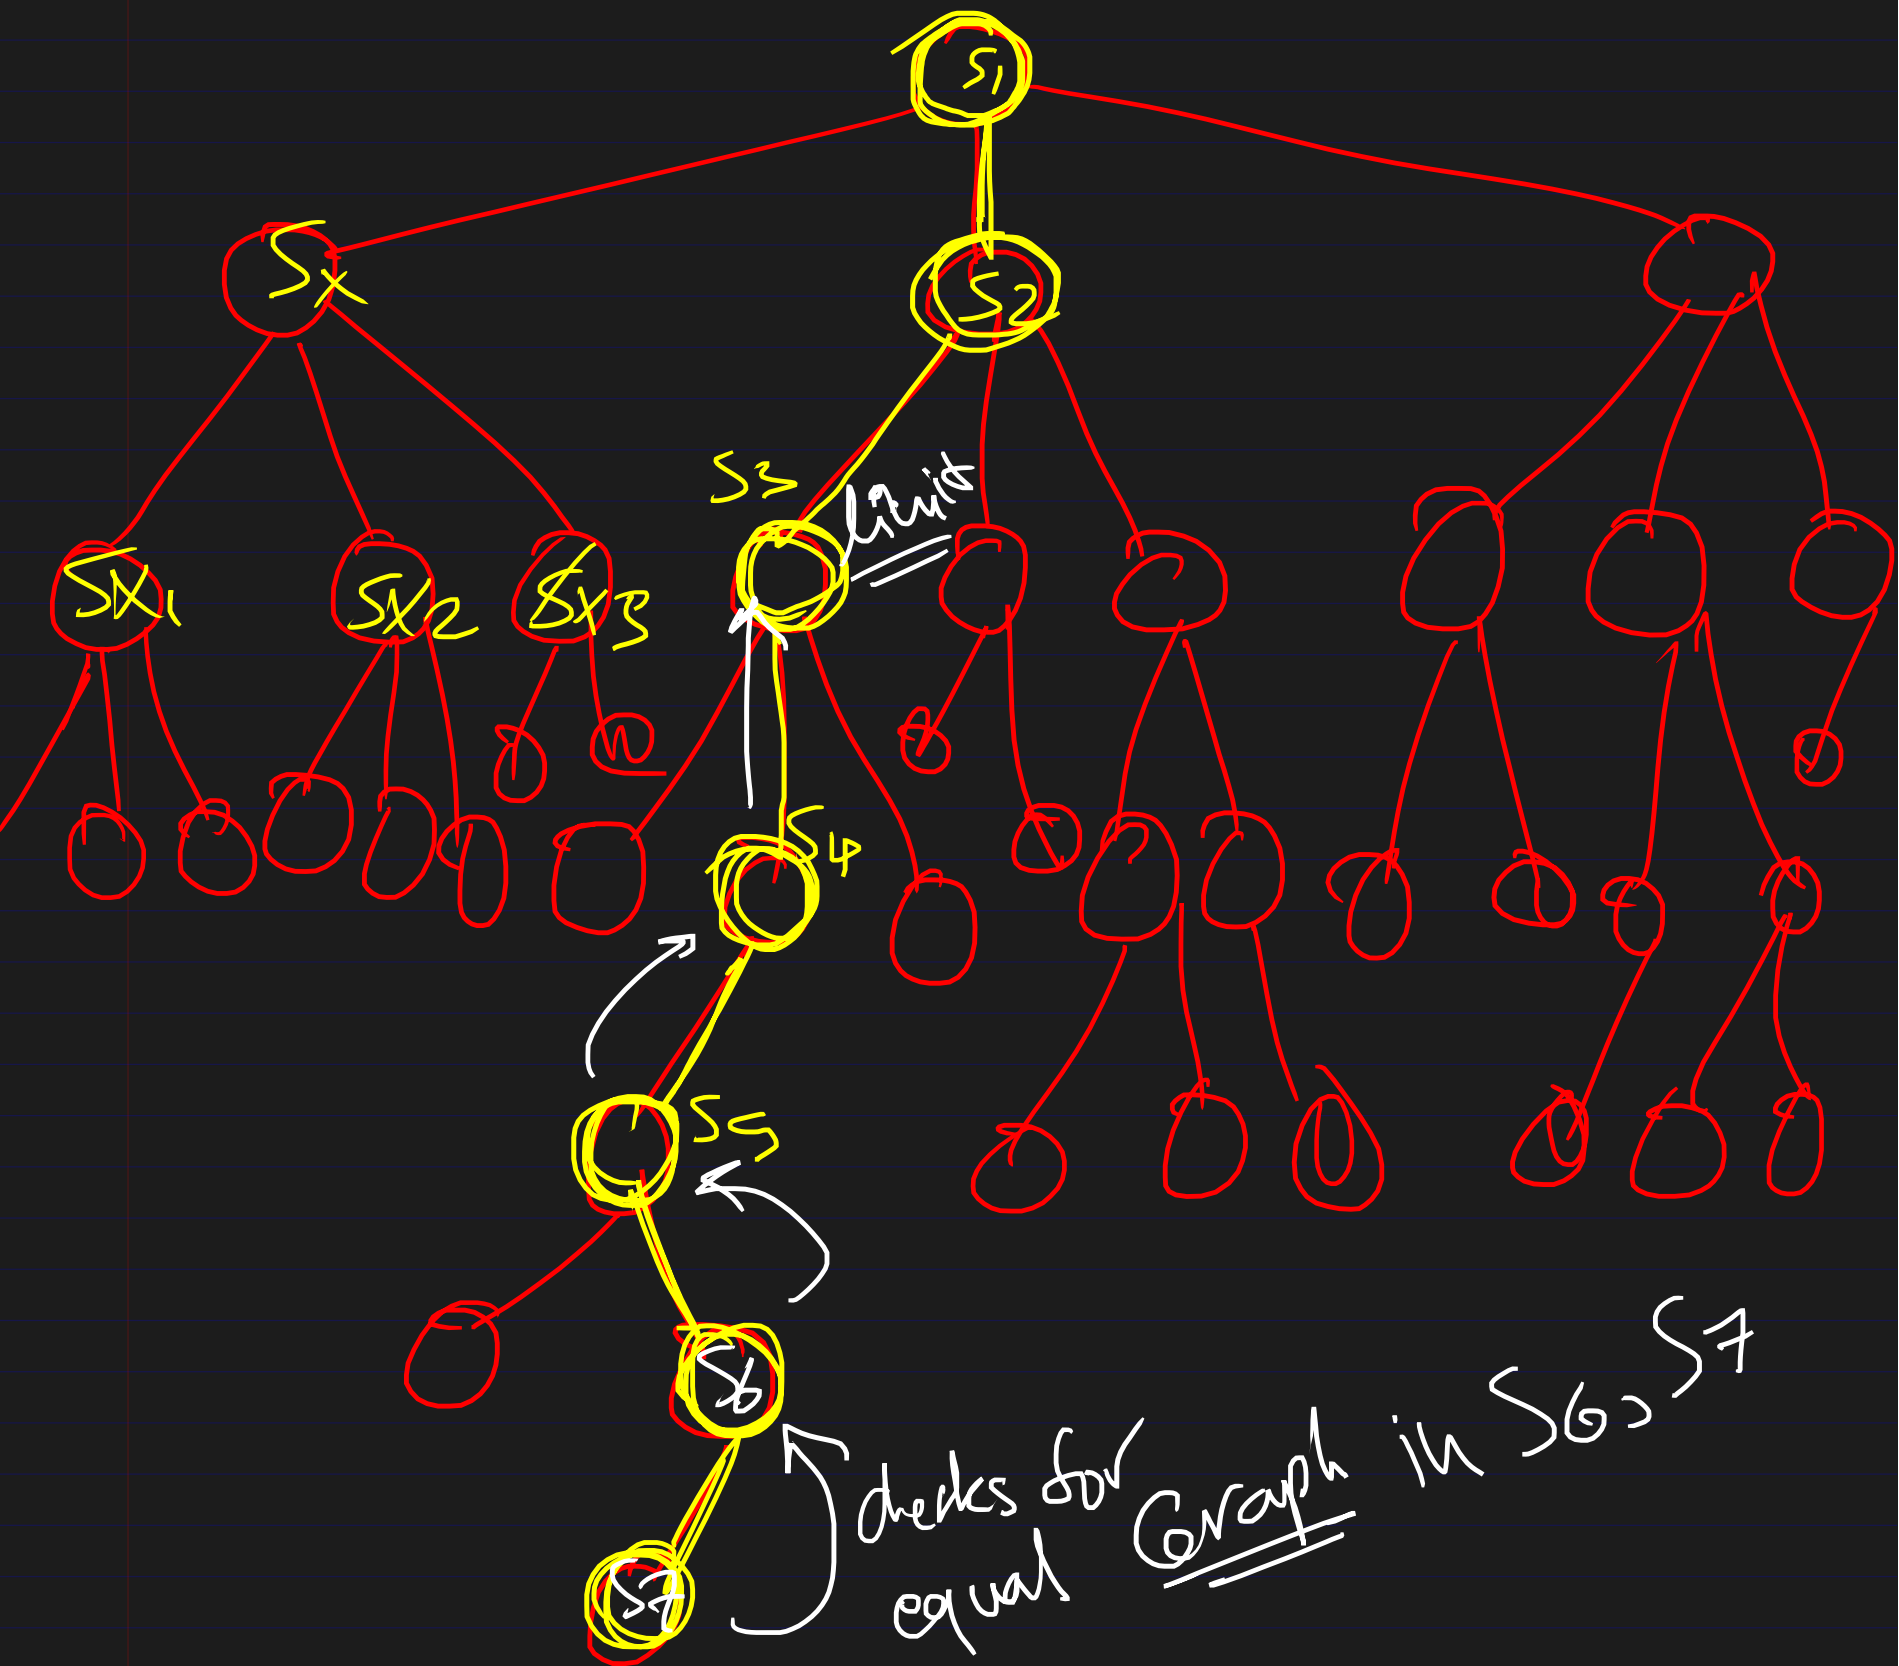 S1
Sx
S2
S3
limit
Sx1
Sx2
Sx3
S4
S5
S6
checks for
equal Graph in S6, S7
S7